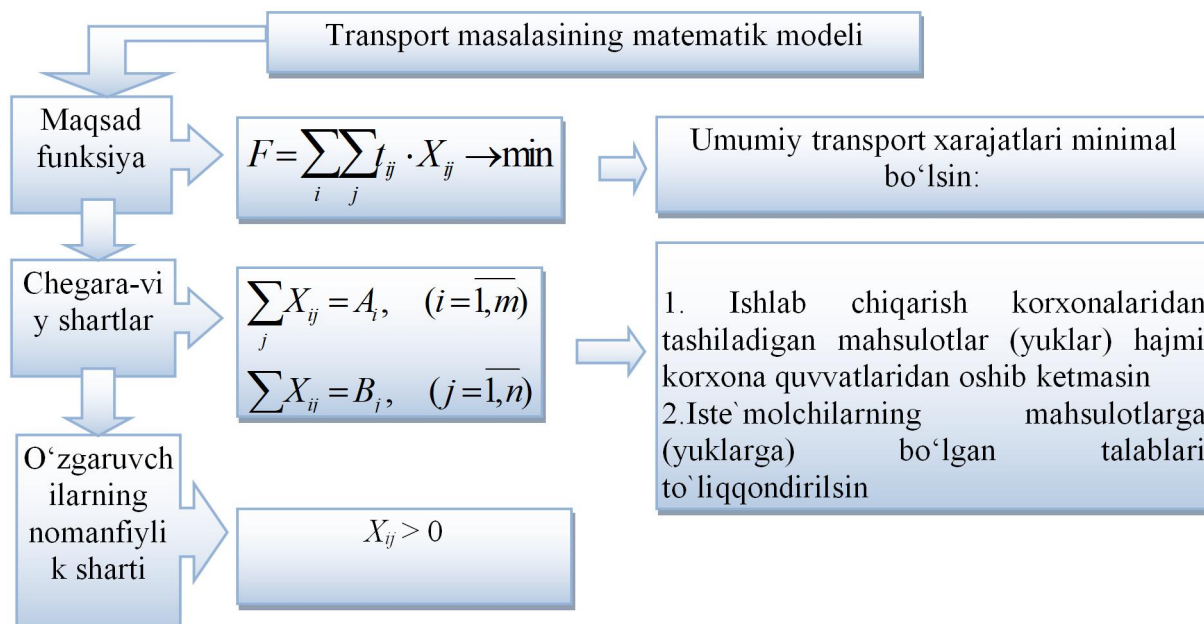 Transport masalasining matematik modeli
Maqsad
funksiya
F=∑∑t_ij · X_ij →min
i j
Umumiy transport xarajatlari minimal
bo‘lsin:
Chegara-vi
y shartlar
∑X_ij = A_i, (i=1,m)
j
∑X_ij = B_j, (j=1,n)
1. Ishlab chiqarish korxonalaridan
tashiladigan mahsulotlar (yuklar) hajmi
korxona quvvatlaridan oshib ketmasin
2.Iste`molchilarning mahsulotlarga
(yuklarga) bo‘lgan talablari
to`liqqondirilsin
O‘zgaruvch
ilarning
nomanfiyli
k sharti
X_ij > 0